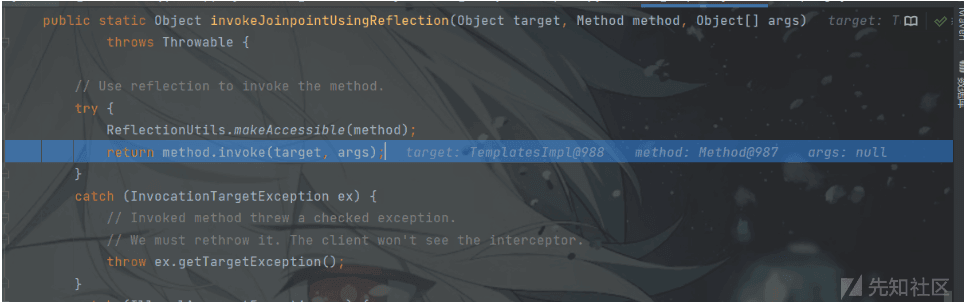 public static Object invokeJoinpointUsingReflection(Object target, Method method, Object[] args) target: T
throws Throwable {
// Use reflection to invoke the method.
try {
ReflectionUtils.makeAccessible(method);
return method.invoke(target, args); target: TemplatesImpl@988 method: Method@987 args: null
}
catch (InvocationTargetException ex) {
// Invoked method threw a checked exception.
// We must rethrow it. The client won't see the interceptor.
throw ex.getTargetException();
}
先知社区